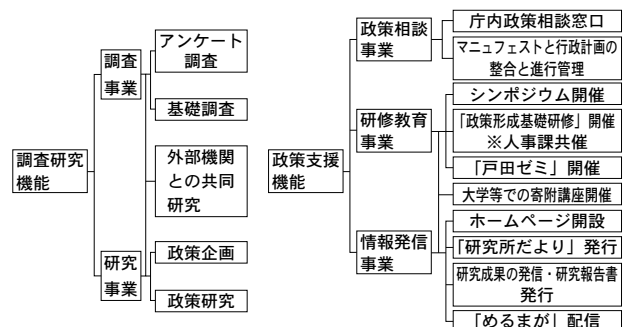 調査研究
機能
調査
事業
アンケート
調査
基礎調査
外部機関
との共同
研究
研究
事業
政策企画
政策研究
政策支援
機能
政策相談
事業
庁内政策相談窓口
マニュフェストと行政計画の
整合と進行管理
研修教育
事業
シンポジウム開催
「政策形成基礎研修」開催
※人事課共催
「戸田ゼミ」開催
大学等での寄附講座開催
情報発信
事業
ホームページ開設
「研究所だより」発行
研究成果の発信・研究報告書
発行
「めるまが」配信